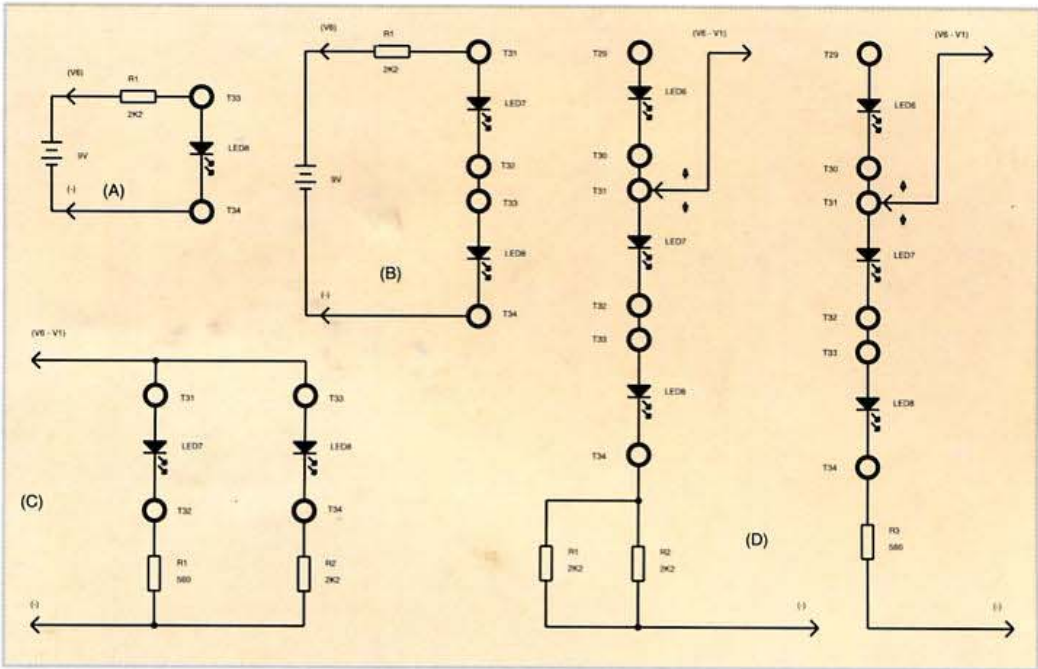 (V6)
R1
2K2
T33
LED8
9V
(-)
T34
(A)
(V6)
R1
2K2
T31
LED7
T32
T33
9V
LED8
(B)
(-)
T34
(V6 - V1)
T31
T33
LED7
LED8
(C)
T32
T34
R1
560
R2
2K2
(-)
(V6 - V1)
T29
LED6
T30
T31
LED7
T32
T33
LED8
T34
R1
2K2
R2
2K2
(D)
(-)
(V6 - V1)
T29
LED6
T30
T31
LED7
T32
T33
LED8
T34
R3
560
(-)